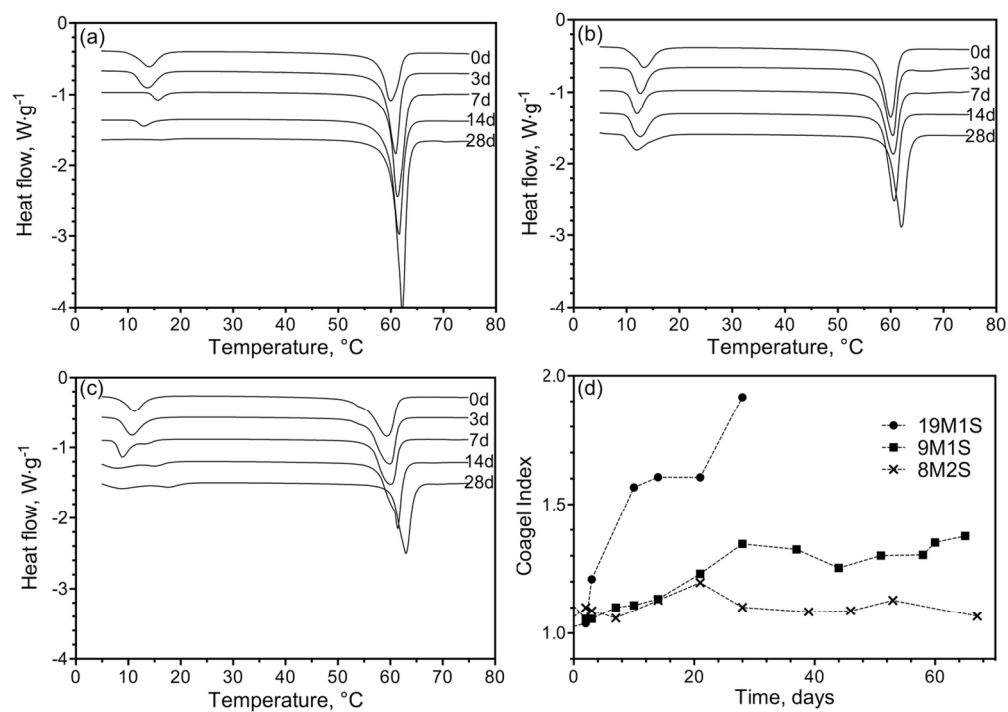 (a)
0
-1
-2
-3
-4
Heat flow, W·g-1
0d
3d
7d
14d
28d
0 10 20 30 40 50 60 70 80
Temperature, °C
(b)
0
-1
-2
-3
-4
Heat flow, W·g-1
0d
3d
7d
14d
28d
0 10 20 30 40 50 60 70 80
Temperature, °C
(c)
0
-1
-2
-3
-4
Heat flow, W·g-1
0d
3d
7d
14d
28d
0 10 20 30 40 50 60 70 80
Temperature, °C
(d)
2.0
1.5
1.0
Coagel Index
19M1S
9M1S
8M2S
0 20 40 60
Time, days